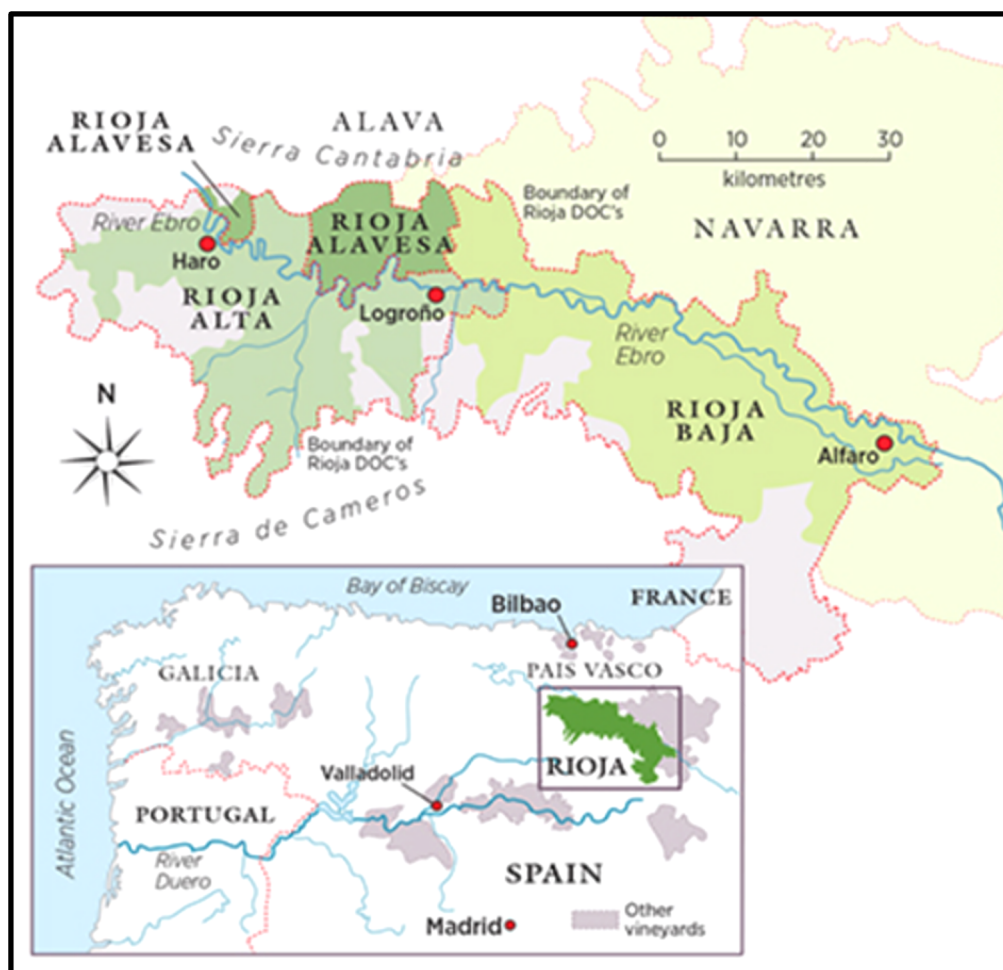 RIOJA
ALAVESA
ALAVA
Sierra Cantabria
0 10 20 30
kilometres
Boundary of
Rioja DOC's
NAVARRA
River Ebro
RIOJA
ALAVESA
Haro
RIOJA
ALTA
Logroño
River
Ebro
RIOJA
BAJA
N
Alfaro
Boundary of
Rioja DOC's
Sierra de Cameros
Bay of Biscay
FRANCE
Bilbao
GALICIA
PAIS VASCO
Atlantic Ocean
RIOJA
Valladolid
PORTUGAL
River
Duero
SPAIN
Madrid
Other
vineyards